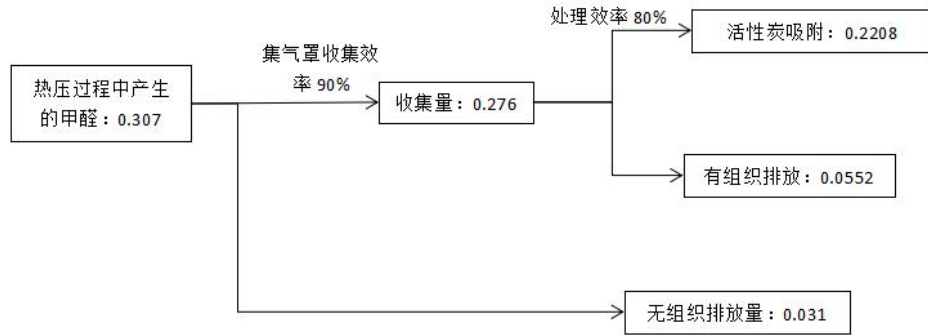 处理效率 80%
活性炭吸附：0.2208
集气罩收集效
率 90%
热压过程中产生
的甲醛：0.307
收集量：0.276
有组织排放：0.0552
无组织排放量：0.031